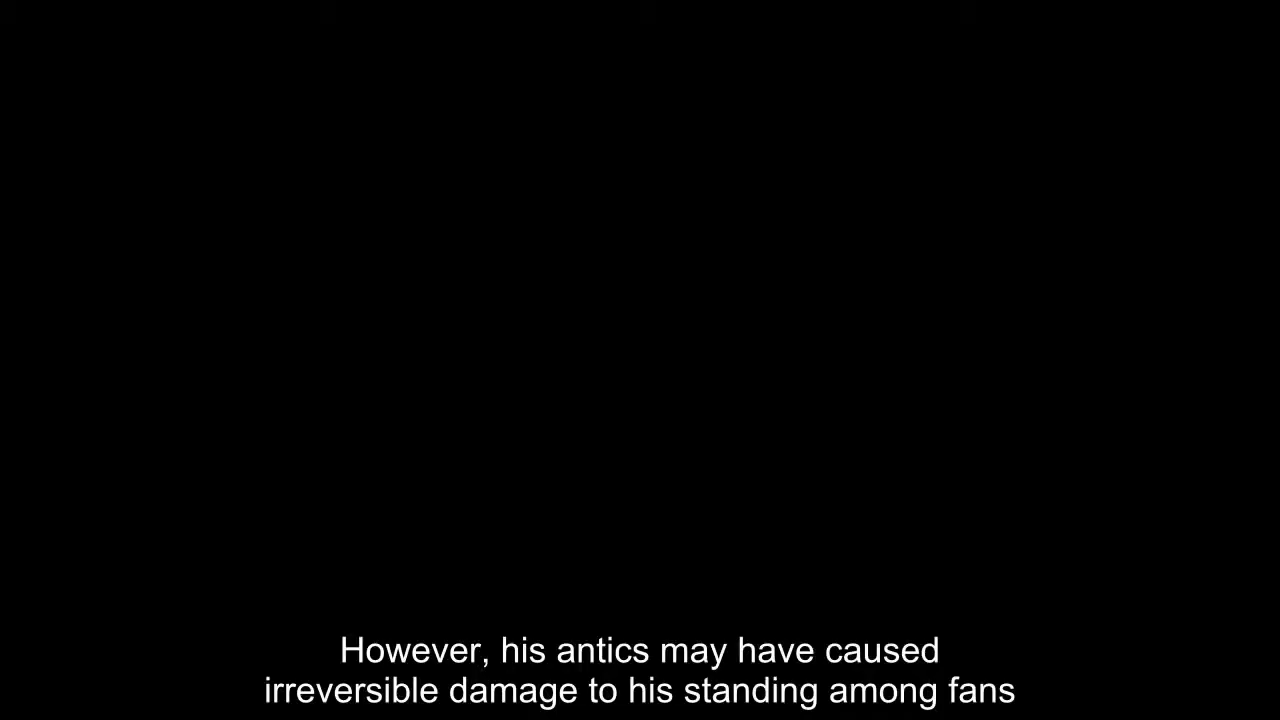 However, his antics may have caused
irreversible damage to his standing among fans